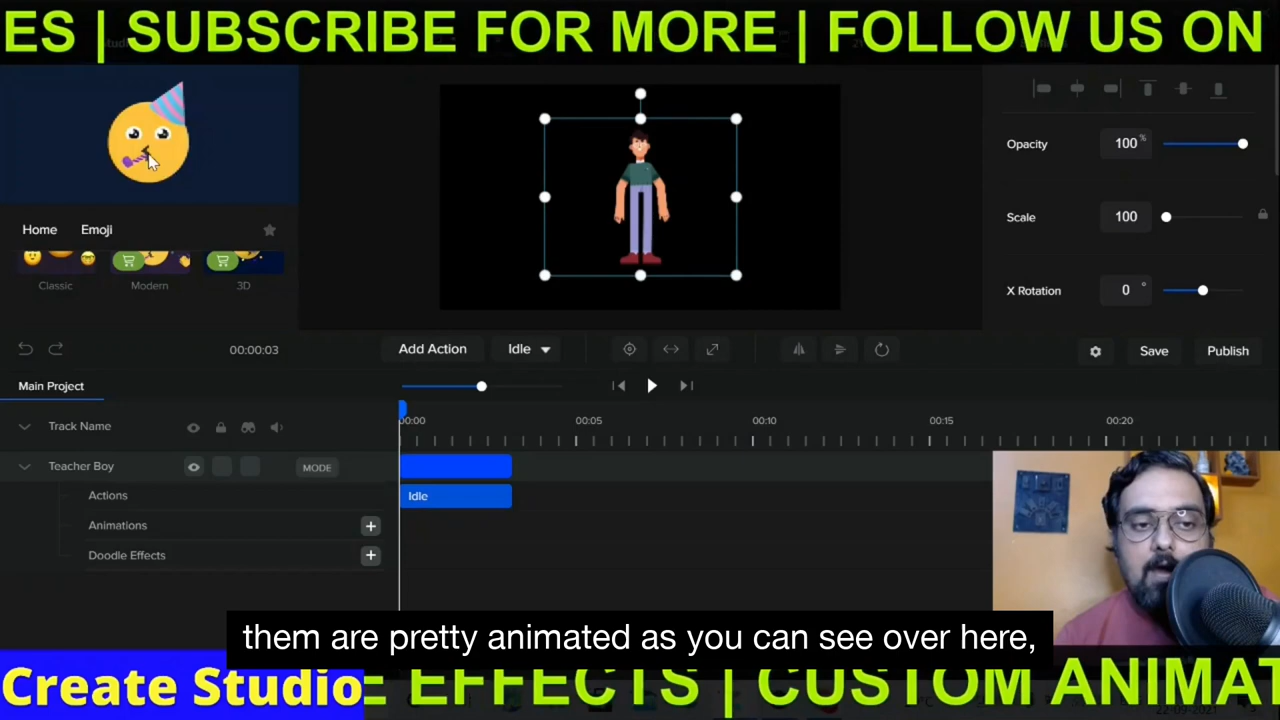 ES | SUBSCRIBE FOR MORE | FOLLOW US ON
Opacity 100 %
Home Emoji
Scale 100
Classic Modern 3D
X Rotation 0 °
00:00:03 Add Action Idle Save Publish
Main Project
Track Name 00:00 00:05 00:10 00:15 00:20
Teacher Boy MODE
Actions Idle
Animations +
Doodle Effects +
them are pretty animated as you can see over here,
Create Studio E EFFECTS | CUSTOM ANIMAT